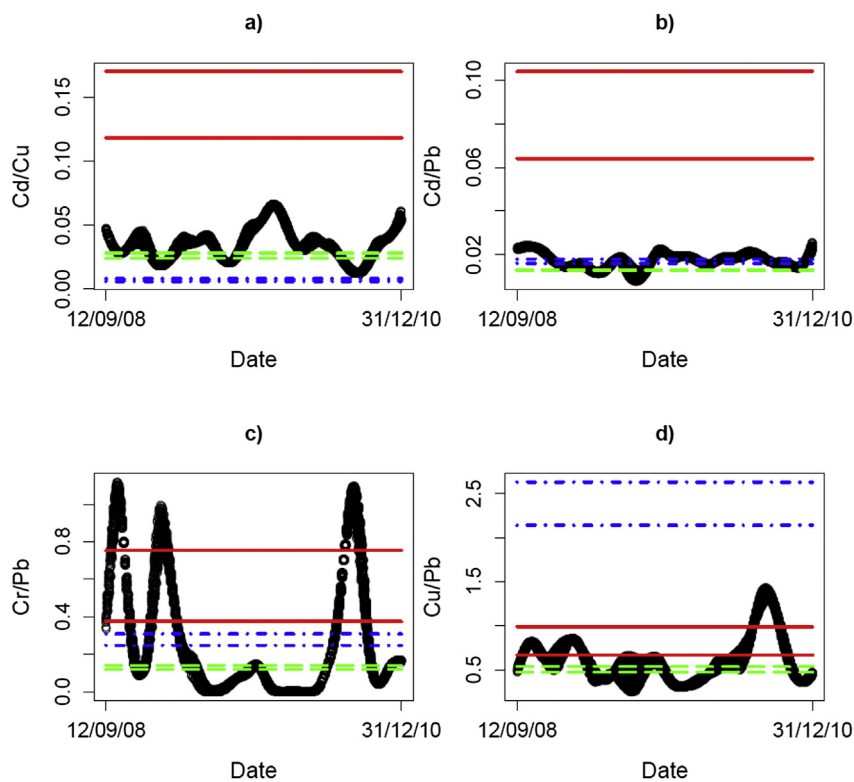 a)
Cd/Cu
0.15
0.10
0.05
0.00
12/09/08 31/12/10
Date
b)
Cd/Pb
0.10
0.06
0.02
12/09/08 31/12/10
Date
c)
Cr/Pb
0.8
0.4
0.0
12/09/08 31/12/10
Date
d)
Cu/Pb
2.5
1.5
0.5
12/09/08 31/12/10
Date